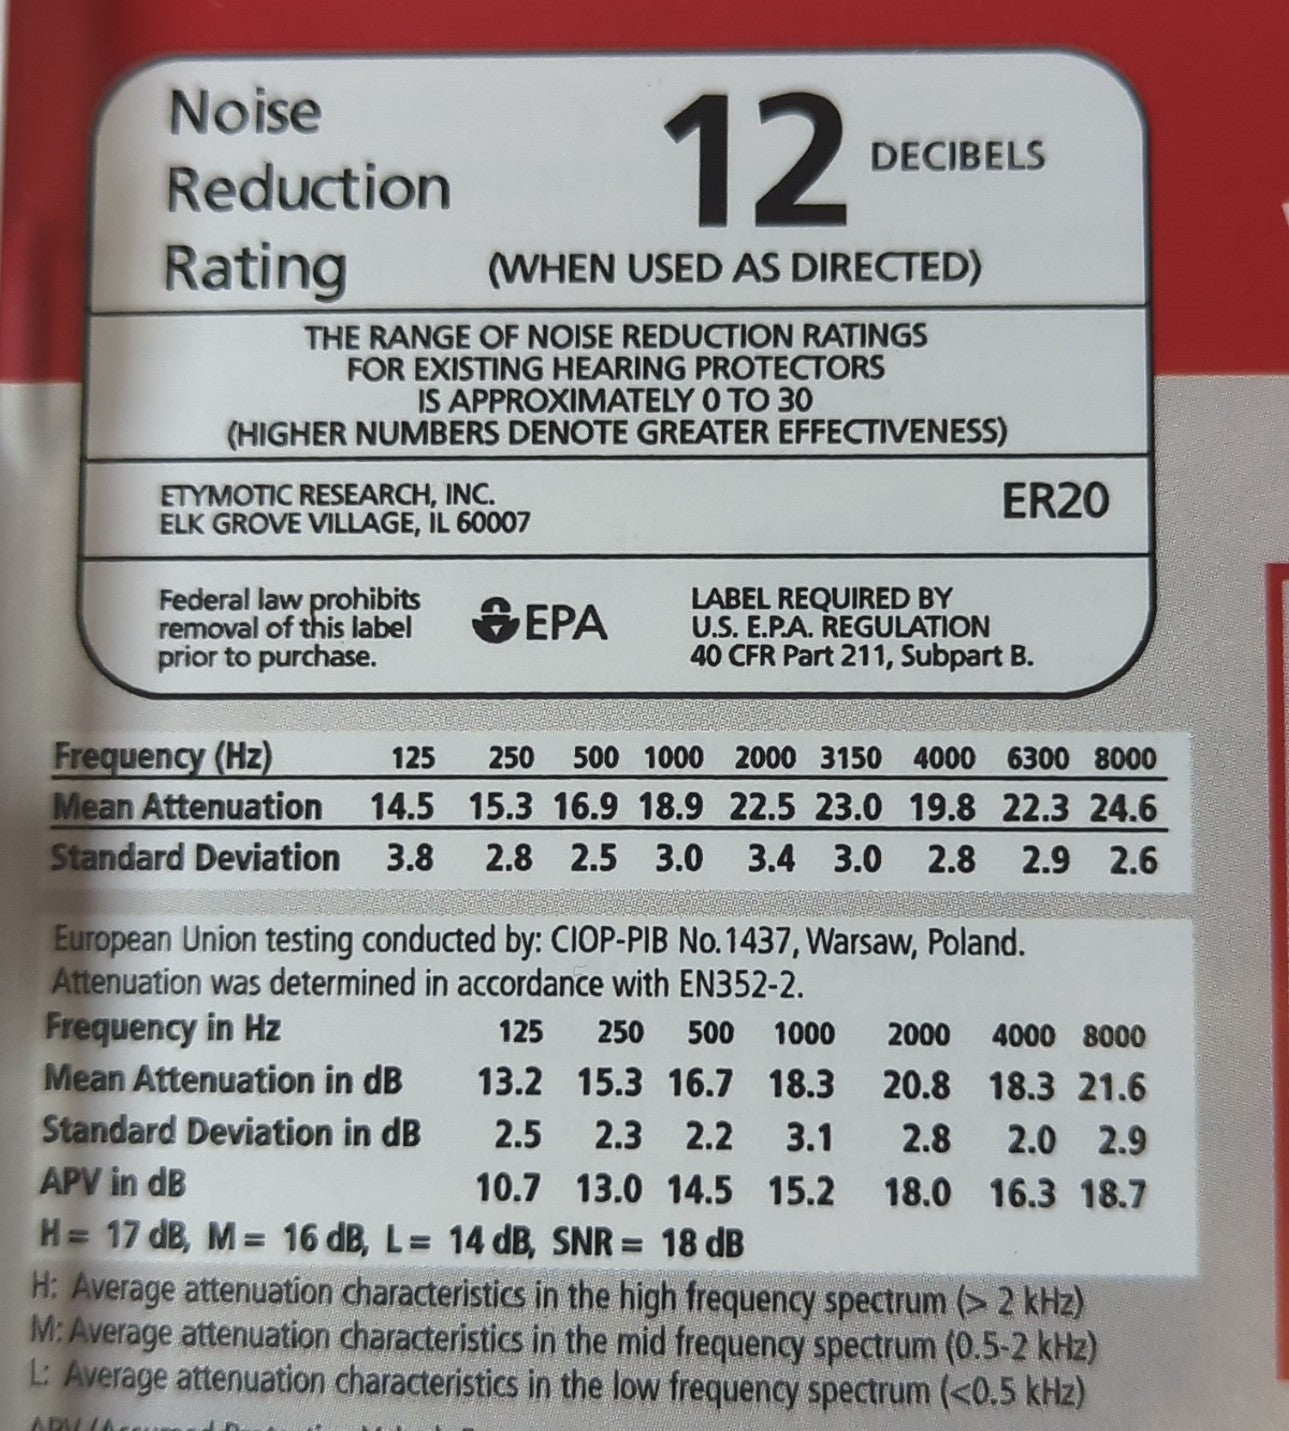 Noise
Reduction
Rating
12 DECIBELS
(WHEN USED AS DIRECTED)
THE RANGE OF NOISE REDUCTION RATINGS
FOR EXISTING HEARING PROTECTORS
IS APPROXIMATELY 0 TO 30
(HIGHER NUMBERS DENOTE GREATER EFFECTIVENESS)
ETYMOTIC RESEARCH, INC.
ELK GROVE VILLAGE, IL 60007
ER20
Federal law prohibits
removal of this label
prior to purchase.
EPA
LABEL REQUIRED BY
U.S. E.P.A. REGULATION
40 CFR Part 211, Subpart B.
Frequency (Hz) 125 250 500 1000 2000 3150 4000 6300 8000
Mean Attenuation 14.5 15.3 16.9 18.9 22.5 23.0 19.8 22.3 24.6
Standard Deviation 3.8 2.8 2.5 3.0 3.4 3.0 2.8 2.9 2.6
European Union testing conducted by: CIOP-PIB No.1437, Warsaw, Poland.
Attenuation was determined in accordance with EN352-2.
Frequency in Hz 125 250 500 1000 2000 4000 8000
Mean Attenuation in dB 13.2 15.3 16.7 18.3 20.8 18.3 21.6
Standard Deviation in dB 2.5 2.3 2.2 3.1 2.8 2.0 2.9
APV in dB 10.7 13.0 14.5 15.2 18.0 16.3 18.7
H = 17 dB, M = 16 dB, L = 14 dB, SNR = 18 dB
H: Average attenuation characteristics in the high frequency spectrum (> 2 kHz)
M: Average attenuation characteristics in the mid frequency spectrum (0.5-2 kHz)
L: Average attenuation characteristics in the low frequency spectrum (<0.5 kHz)